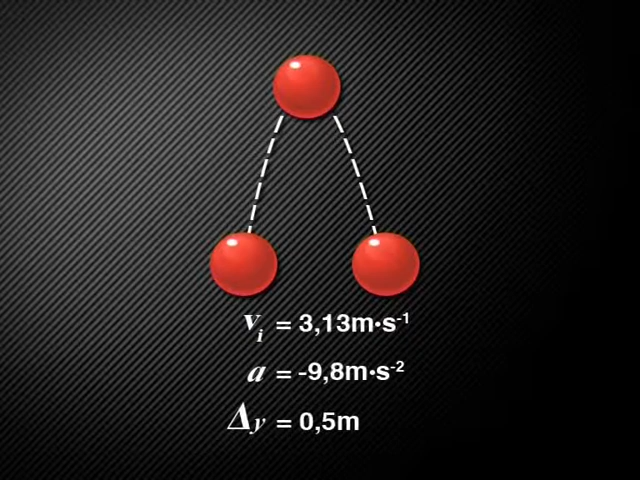 vᵢ = 3,13m·s⁻¹
a = -9,8m·s⁻²
Δy = 0,5m